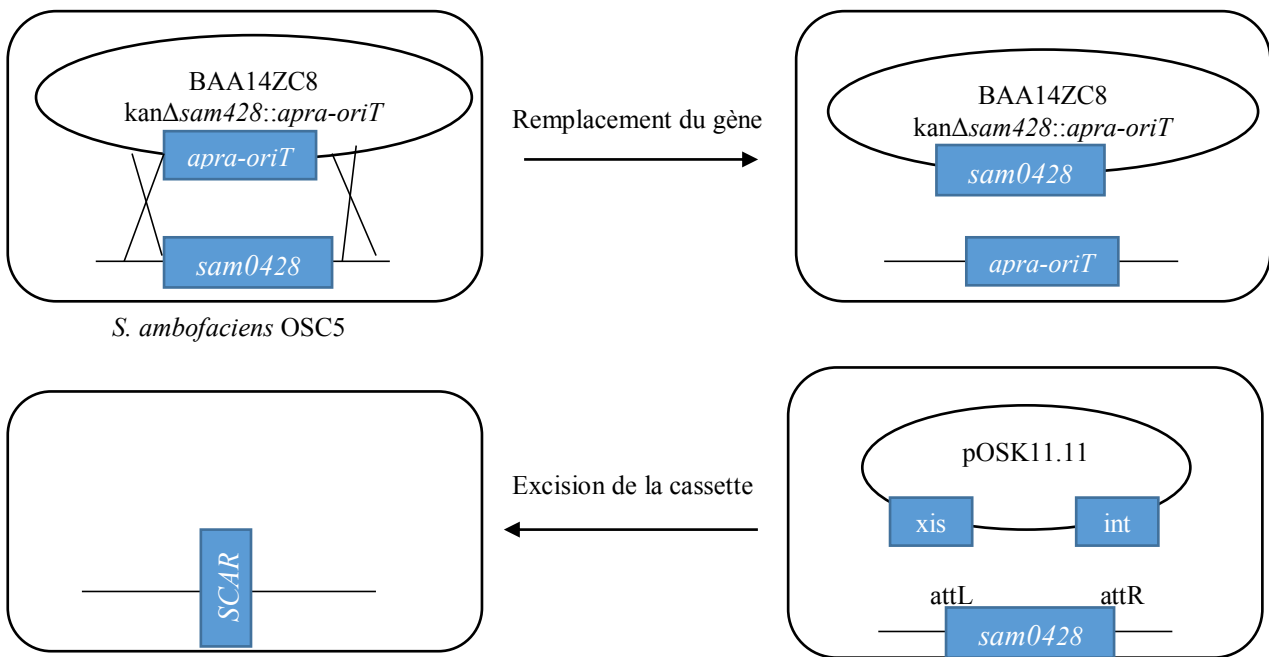 BAA14ZC8
kanΔsam428::apra-oriT
apra-oriT
sam0428
S. ambofaciens OSC5
Remplacement du gène
BAA14ZC8
kanΔsam428::apra-oriT
sam0428
apra-oriT
SCAR
Excision de la cassette
pOSK11.11
xis
int
attL
attR
sam0428